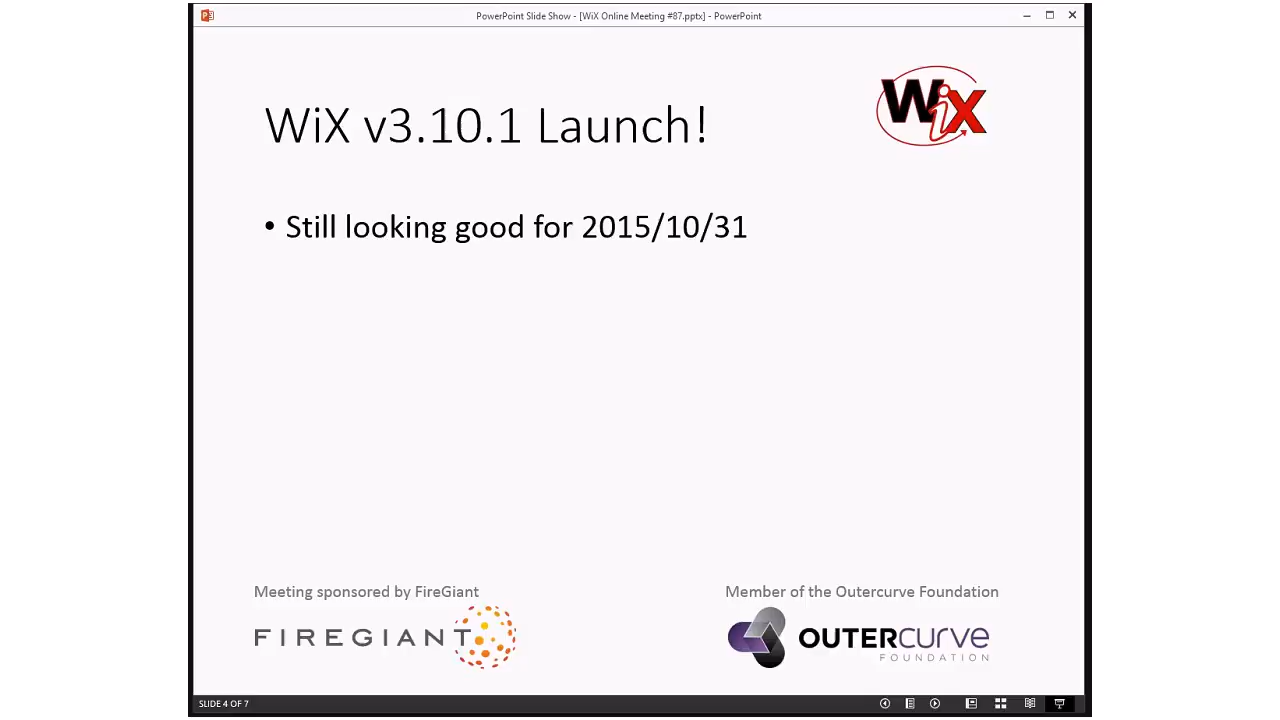 PowerPoint Slide Show - [WiX Online Meeting #87.pptx] - PowerPoint
WiX
WiX v3.10.1 Launch!
• Still looking good for 2015/10/31
Meeting sponsored by FireGiant
Member of the Outercurve Foundation
FIREGIANT
OUTERCURVE
FOUNDATION
SLIDE 4 OF 7